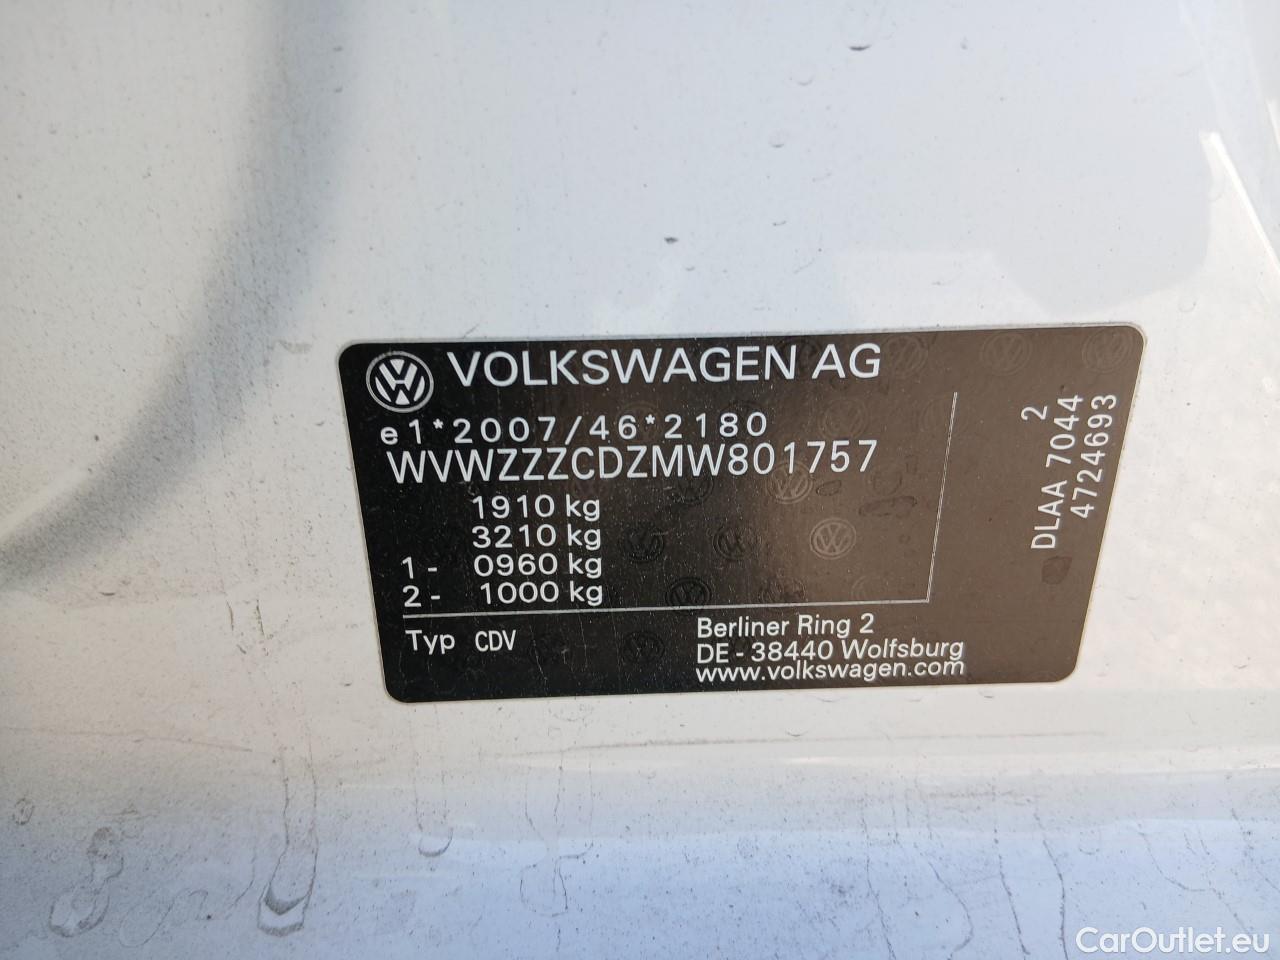 VOLKSWAGEN AG
e1*2007/46*2180
WVWZZZCDZMW801757
1910 kg
3210 kg
1- 0960 kg
2- 1000 kg
Typ CDV
Berliner Ring 2
DE - 38440 Wolfsburg
www.volkswagen.com
2
DLAA 7044
4724693
CarOutlet.eu